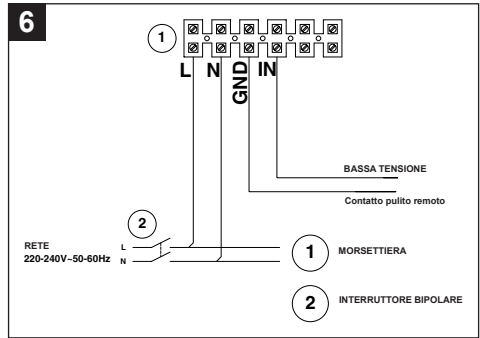 6
1
L N GND IN
BASSA TENSIONE
Contatto pulito remoto
2
RETE
220-240V~50-60Hz
L
N
1 MORSETTIERA
2 INTERRUTTORE BIPOLARE